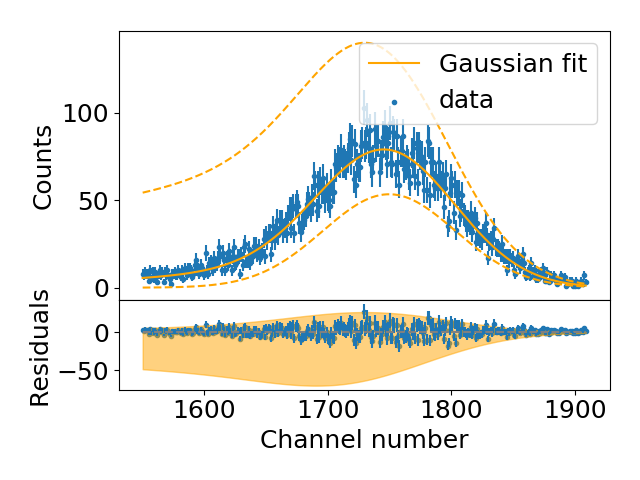 Gaussian fit
data
Counts
100
50
0
Residuals
0
−50
1600 1700 1800 1900
Channel number